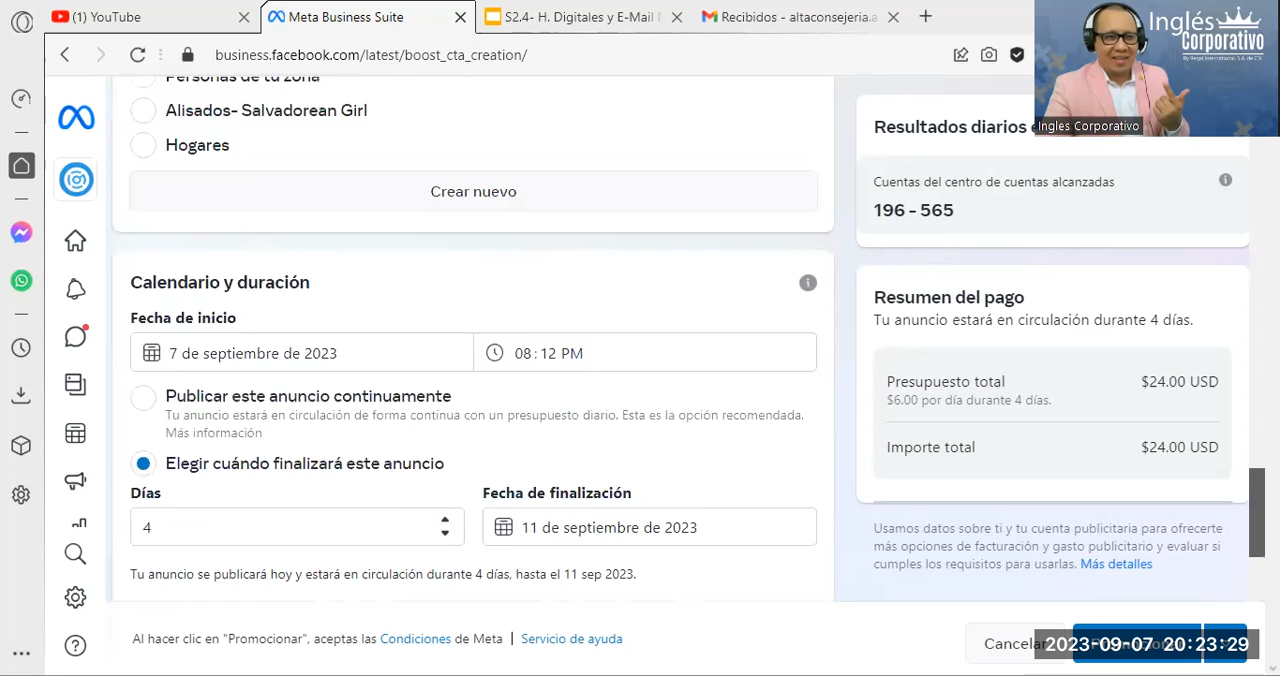 (1) YouTube
Meta Business Suite
S2.4- H. Digitales y E-Mail
Recibidos - altaconsejeria.a
business.facebook.com/latest/boost_cta_creation/
Inglés
Corporativo
By Regal International, S.A. de C.V.
Ingles Corporativo
Personas de tu zona
Alisados- Salvadorean Girl
Hogares
Crear nuevo
Calendario y duración
Fecha de inicio
7 de septiembre de 2023
08:12 PM
Publicar este anuncio continuamente
Tu anuncio estará en circulación de forma continua con un presupuesto diario. Esta es la opción recomendada.
Más información
Elegir cuándo finalizará este anuncio
Días
Fecha de finalización
4
11 de septiembre de 2023
Tu anuncio se publicará hoy y estará en circulación durante 4 días, hasta el 11 sep 2023.
Resultados diarios
Cuentas del centro de cuentas alcanzadas
196 - 565
Resumen del pago
Tu anuncio estará en circulación durante 4 días.
Presupuesto total $24.00 USD
$6.00 por día durante 4 días.
Importe total $24.00 USD
Usamos datos sobre ti y tu cuenta publicitaria para ofrecerte
más opciones de facturación y gasto publicitario y evaluar si
cumples los requisitos para usarlas. Más detalles
Al hacer clic en "Promocionar", aceptas las Condiciones de Meta | Servicio de ayuda
Cancelar
2023-09-07 20:23:29